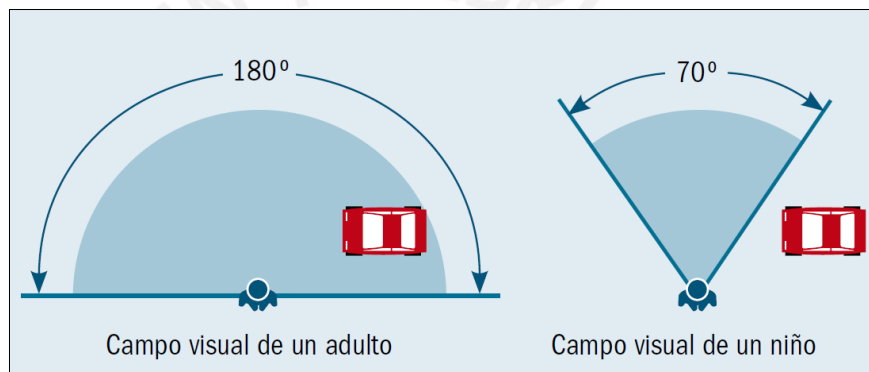 180º
70º
Campo visual de un adulto
Campo visual de un niño